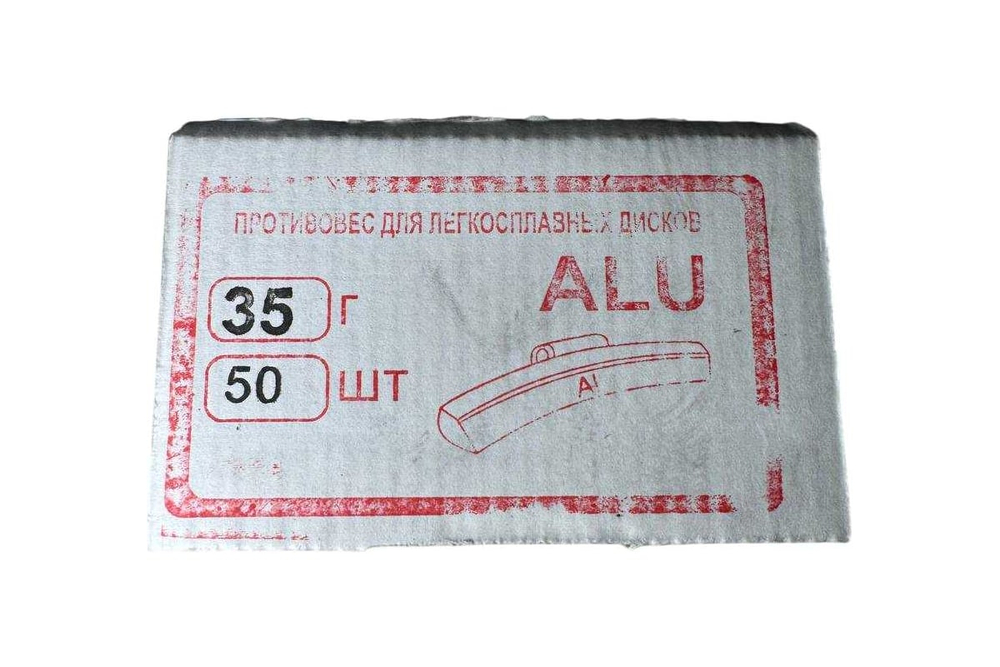 ПРОТИВОВЕС ДЛЯ ЛЕГКОСПЛАВНЫХ ДИСКОВ
ALU
35 г
50 шт
Al